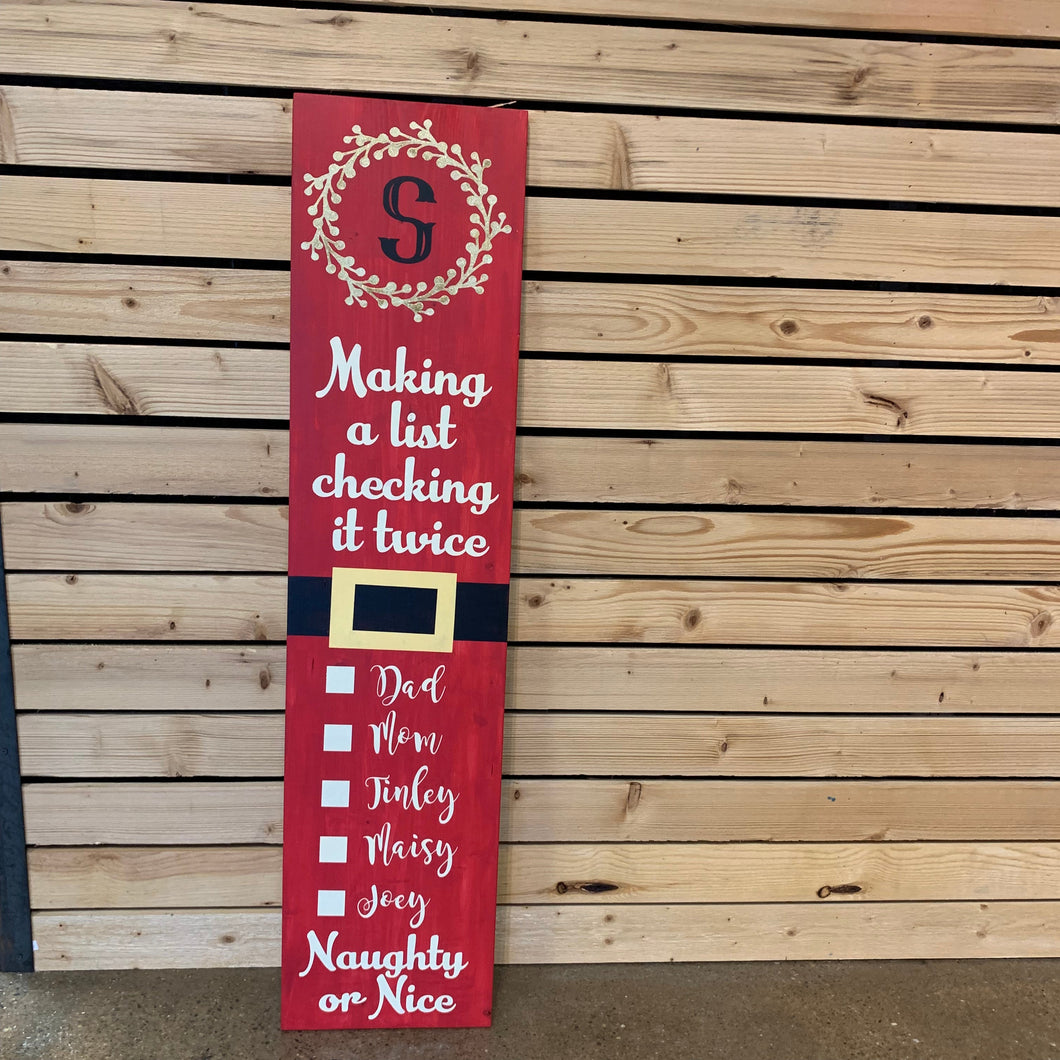 S
Making
a list
checking
it twice
Dad
Mom
Tinley
Maisy
Joey
Naughty
or Nice